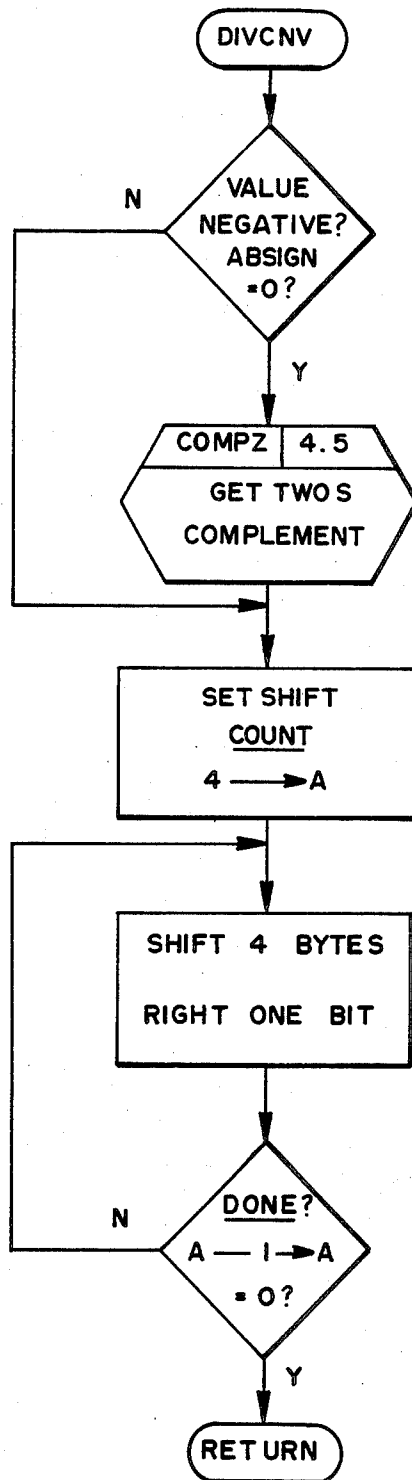 DIVCNV
VALUE
NEGATIVE?
ABSIGN
=0?
N
Y
COMPZ 4.5
GET TWO S
COMPLEMENT
SET SHIFT
COUNT
4 → A
SHIFT 4 BYTES
RIGHT ONE BIT
DONE?
A — 1 → A
= 0?
N
Y
RETURN